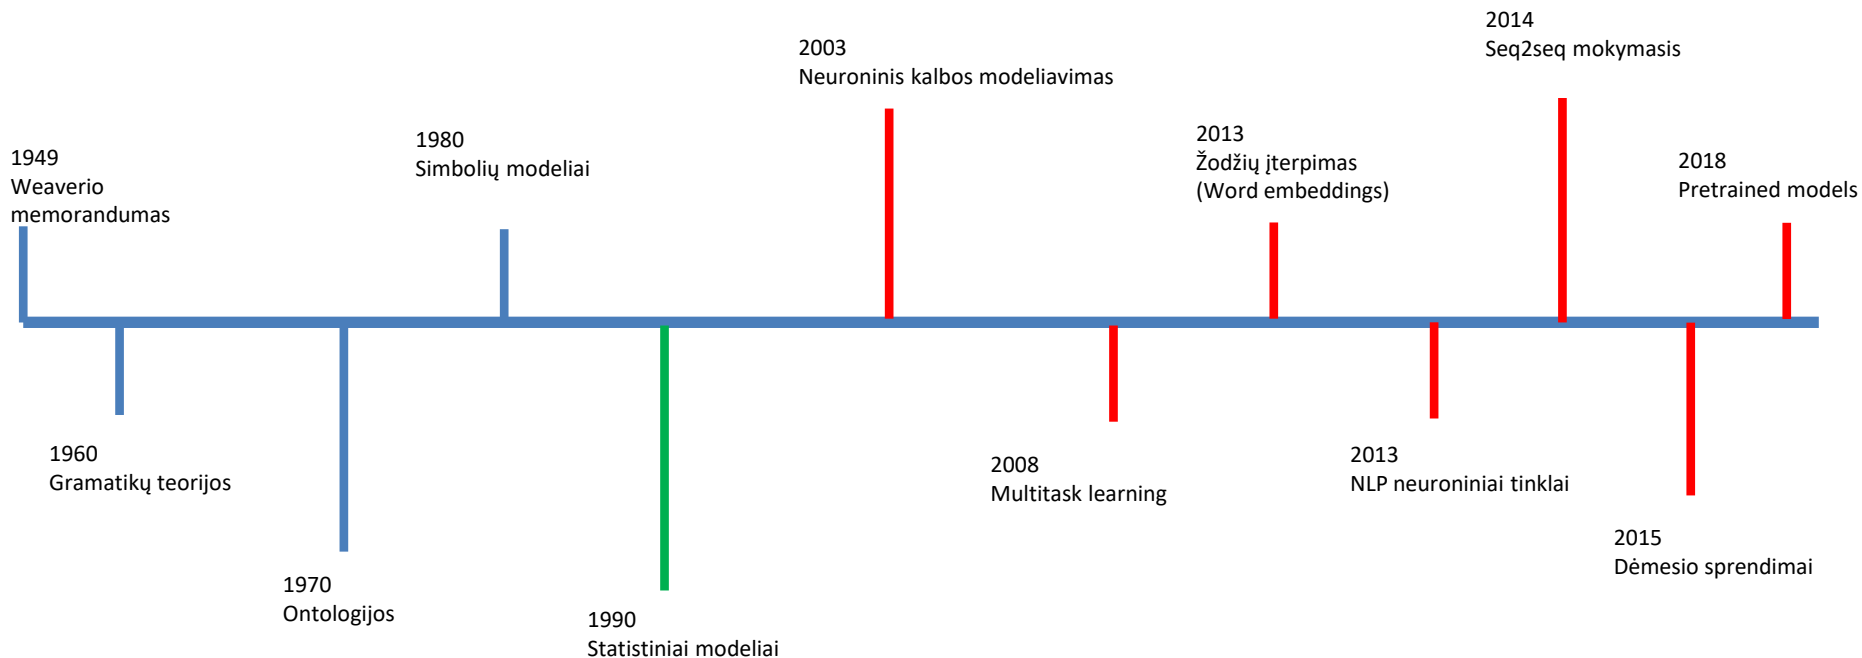 1949
Weaverio
memorandumas
1960
Gramatikų teorijos
1970
Ontologijos
1980
Simbolių modeliai
1990
Statistiniai modeliai
2003
Neuroninis kalbos modeliavimas
2008
Multitask learning
2013
Žodžių įterpimas
(Word embeddings)
2013
NLP neuroniniai tinklai
2014
Seq2seq mokymasis
2015
Dėmesio sprendimai
2018
Pretrained models